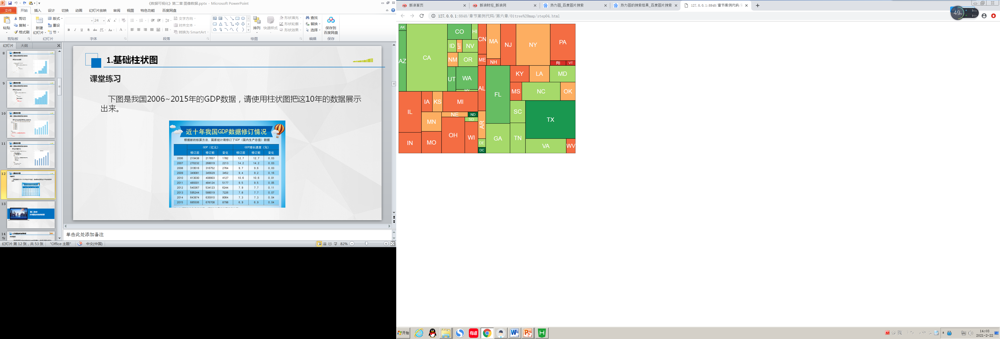 《数据可视化》第二章 图像数据.pptx - Microsoft PowerPoint
文件 开始 插入 设计 切换 动画 幻灯片放映 审阅 视图 特色功能 百度网盘
粘贴
剪切
复制
格式刷
剪贴板
新建
幻灯片
版式
重设
节
幻灯片
24
B I U S abc AV Aa A
字体
文字方向
对齐文本
转换为 SmartArt
段落
排列
快速样式
形状填充
形状轮廓
形状效果
绘图
查找
替换
选择
编辑
保存到
百度网盘
保存
幻灯片 大纲
8
9
10
11
12
13
第二部分
14
1.基础柱状图
课堂练习
下图是我国2006~2015年的GDP数据，请使用柱状图把这10年的数据展示
出来。
近十年我国GDP数据修订情况
根据新的核算方法，国家统计局修订了GDP（国内生产总值）数据
GDP（亿元） GDP增长速度（%）
修订后 修订前 变化 修订后 修订前 变化
2006 219438 217657 1782 12.7 12.7 0.03
2007 270232 268019 2213 14.2 14.2 0.03
2008 319516 316752 2764 9.7 9.6 0.03
2009 349081 345629 3452 9.4 9.2 0.16
2010 413030 408903 4127 10.6 10.6 0.01
2011 489301 484124 5177 9.5 9.5 0.05
2012 540367 534123 6244 7.9 7.7 0.11
2013 595244 588019 7226 7.8 7.7 0.07
2014 643974 635910 8064 7.3 7.3 0.04
2015 685506 676708 8798 6.9 6.9 0.04
单击此处添加备注
幻灯片 第 12 张，共 53 张 "Office 主题" 中文(中国) 82%
新浪首页
新浪财经_新浪网
热力图_百度图片搜索
热力图的搜索结果_百度图片搜索
127.0.0.1:8848/章节案例代码/
127.0.0.1:8848/章节案例代码/第六章/01tree%20map/step04.html
49%
AK
AZ
CA
CO
HI
ID
MT
NV
NM
OR
UT
WA
WY
CN
MA
NJ
NY
PA
ME
NH
RI
VT
IL
IN
IA
KS
MI
MN
MO
NE
ND
SD
OH
WI
AL
AR
DE
DC
FL
GA
KY
LA
MD
MS
NC
OK
SC
TN
TX
VA
WV
开始
有道
14:03
2021-2-22